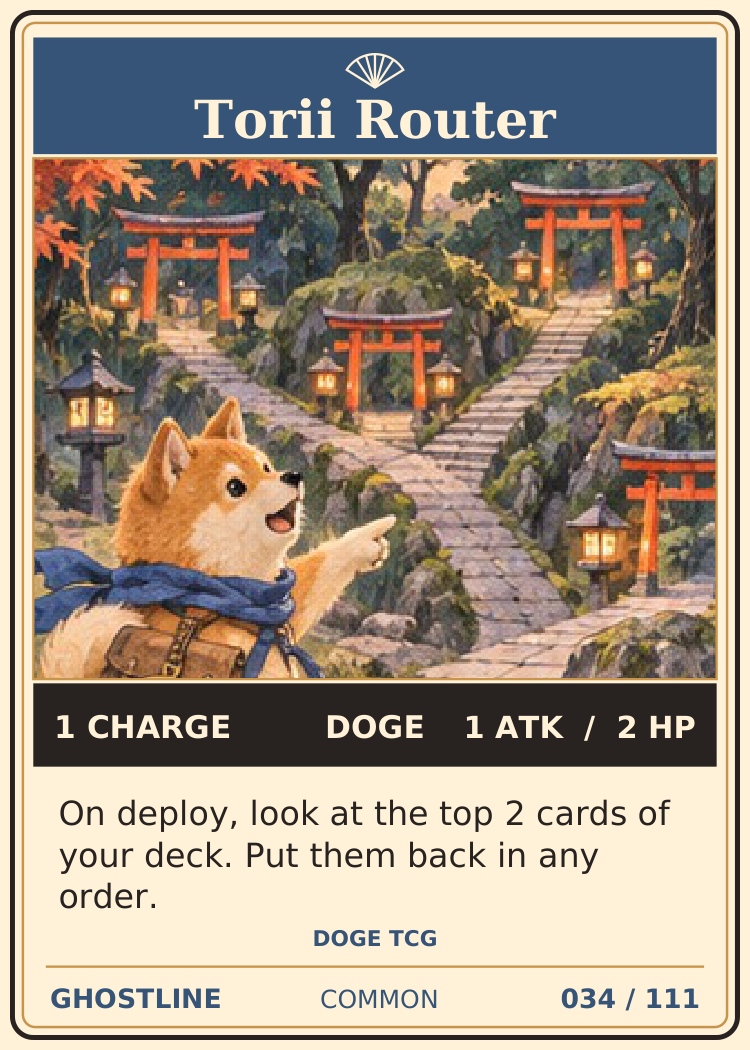 Torii Router
1 CHARGE DOGE 1 ATK / 2 HP
On deploy, look at the top 2 cards of
your deck. Put them back in any
order.
DOGE TCG
GHOSTLINE COMMON 034 / 111